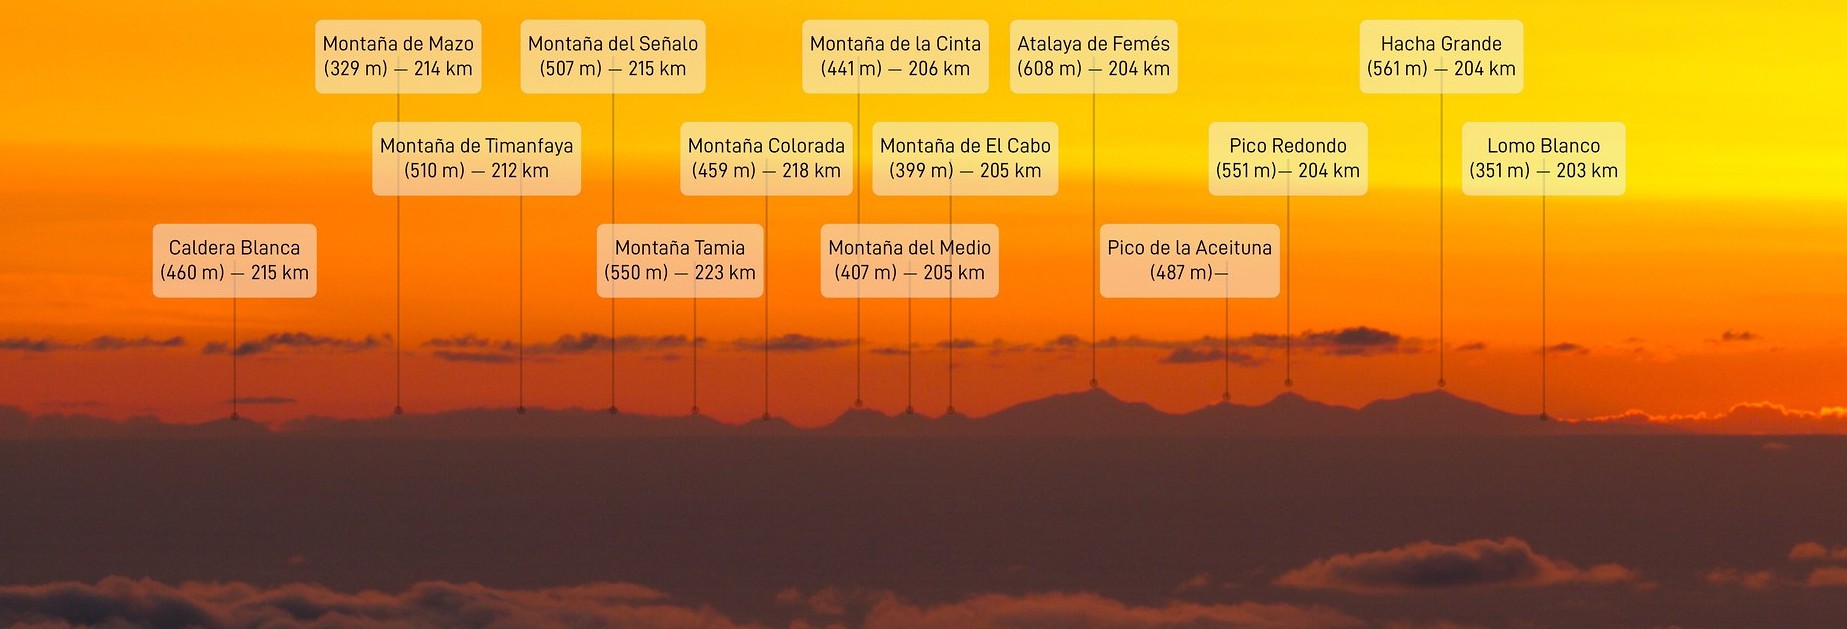 Montaña de Mazo
(329 m) — 214 km
Montaña del Señalo
(507 m) — 215 km
Montaña de la Cinta
(441 m) — 206 km
Atalaya de Femés
(608 m) — 204 km
Hacha Grande
(561 m) — 204 km
Montaña de Timanfaya
(510 m) — 212 km
Montaña Colorada
(459 m) — 218 km
Montaña de El Cabo
(399 m) — 205 km
Pico Redondo
(551 m)— 204 km
Lomo Blanco
(351 m) — 203 km
Caldera Blanca
(460 m) — 215 km
Montaña Tamia
(550 m) — 223 km
Montaña del Medio
(407 m) — 205 km
Pico de la Aceituna
(487 m)—